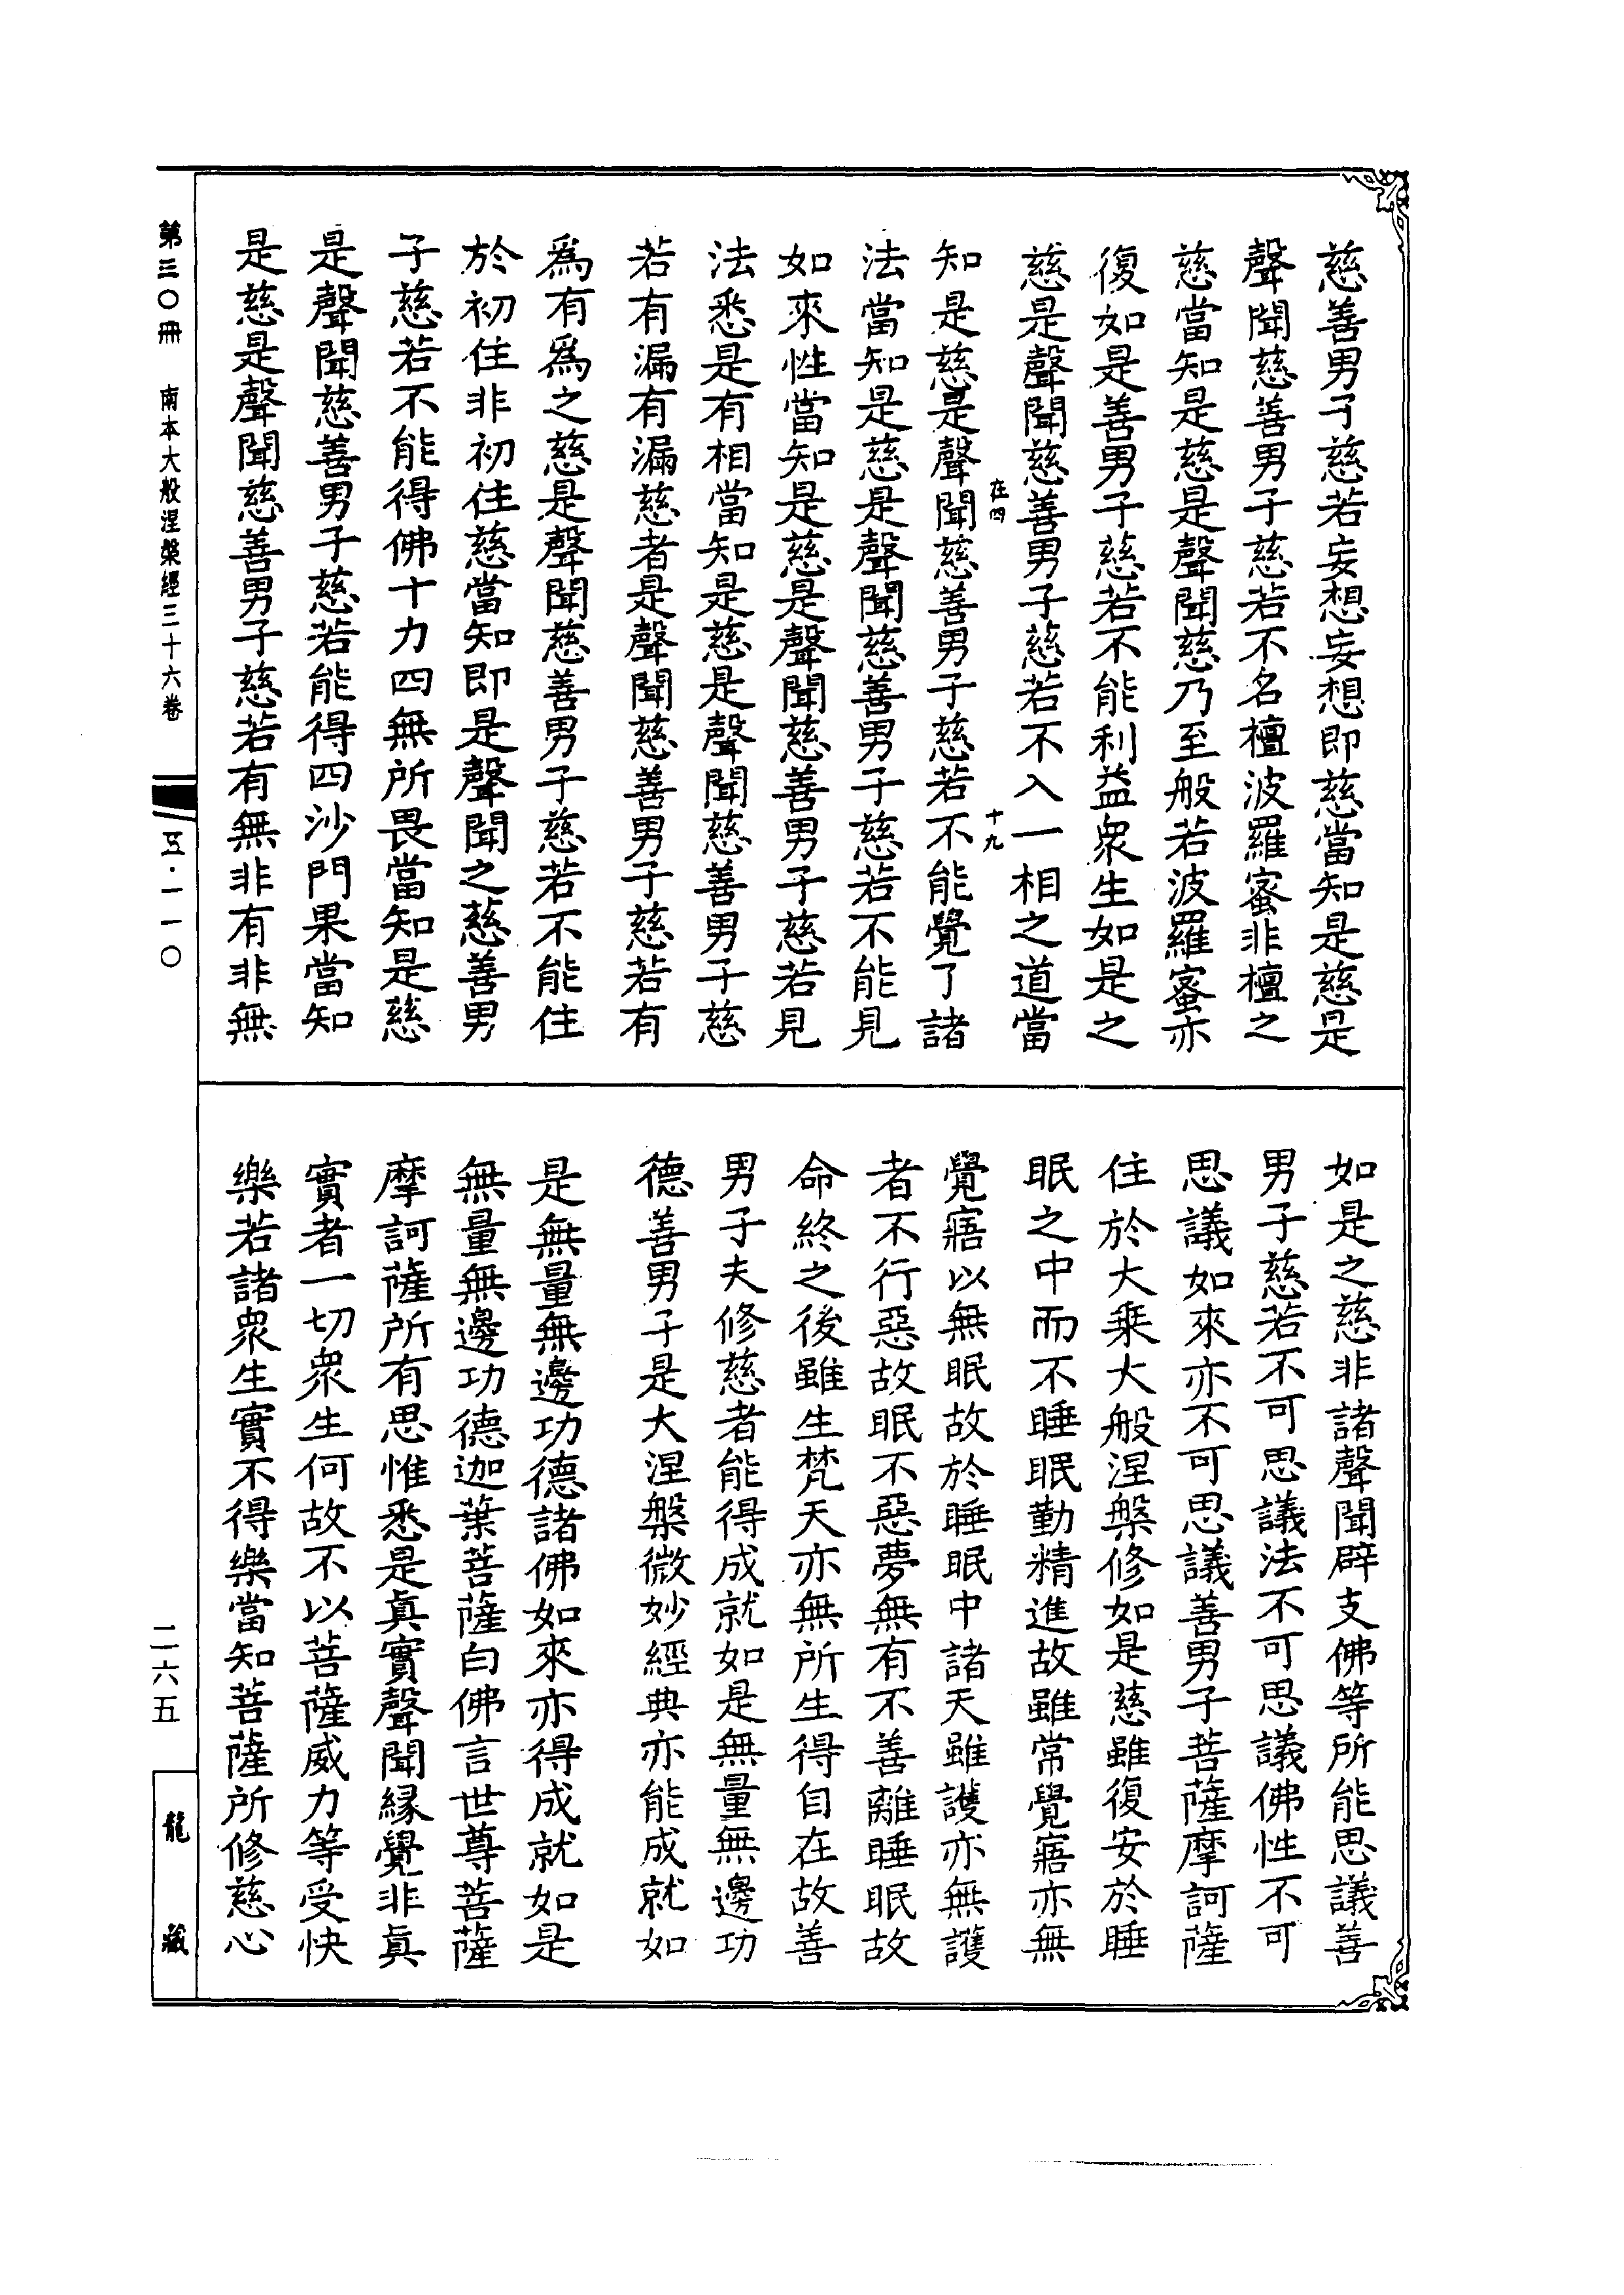 慈善男子慈若妄想妄想即慈當知是慈是
聲聞慈善男子慈若不名檀波羅蜜非檀之
慈當知是慈是聲聞慈乃至般若波羅蜜亦
復如是善男子慈若不能利益衆生如是之
慈是聲聞慈善男子慈若不入一相之道當
在四
十九
知是慈是聲聞慈善男子慈若不能覺了諸
法當知是慈是聲聞慈善男子慈若不能見
如來性當知是慈是聲聞慈善男子慈若見
法悉是有相當知是慈是聲聞慈善男子慈
若有漏有漏慈者是聲聞慈善男子慈若有
爲有爲之慈是聲聞慈善男子慈若不能住
於初住非初住慈當知即是聲聞之慈善男
子慈若不能得佛十力四無所畏當知是慈
是聲聞慈善男子慈若能得四沙門果當知
是慈是聲聞慈善男子慈若有無非有非無
如是之慈非諸聲聞辟支佛等所能思議善
男子慈若不可思議法不可思議佛性不可
思議如來亦不可思議善男子菩薩摩訶薩
住於大乘大般涅槃修如是慈雖復安於睡
眠之中而不睡眠勤精進故雖常覺寤亦無
覺寤以無眠故於睡眠中諸天雖護亦無護
者不行惡故眠不惡夢無有不善離睡眠故
命終之後雖生梵天亦無所生得自在故善
男子夫修慈者能得成就如是無量無邊功
德善男子是大涅槃微妙經典亦能成就如
是無量無邊功德諸佛如來亦得成就如是
無量無邊功德迦葉菩薩白佛言世尊菩薩
摩訶薩所有思惟悉是眞實聲聞緣覺非眞
實者一切衆生何故不以菩薩威力等受快
樂若諸衆生實不得樂當知菩薩所修慈心
第三〇冊 南本大般涅槃經三十六卷
五·一一〇
二六五
龍藏